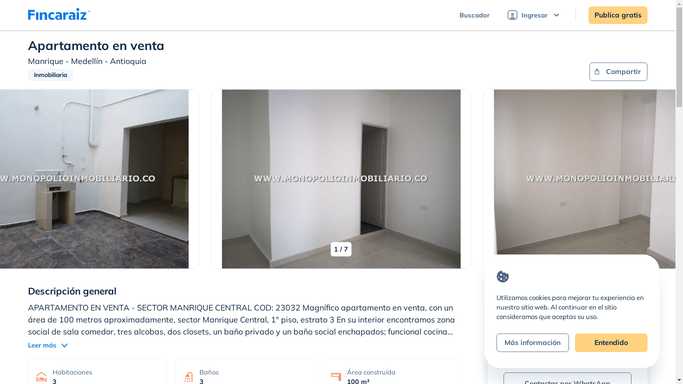 Fincaraiz
Buscador
Ingresar
Publica gratis
Apartamento en venta
Manrique - Medellín - Antioquia
Inmobiliaria
Compartir
WWW.MONOPOLIOINMOBILIARIO.CO
WWW.MONOPOLIOINMOBILIARIO.CO
WWW.MONOPOLIOINMOBILIARIO
1 / 7
Descripción general
APARTAMENTO EN VENTA - SECTOR MANRIQUE CENTRAL COD: 23032 Magnífico apartamento en venta, con un
área de 100 metros aproximadamente, sector Manrique Central, 1° piso, estrato 3 En su interior encontramos zona
social de sala comedor, tres alcobas, dos closets, un baño privado y un baño social enchapados; funcional cocina...
Leer más
Habitaciones
3
Baños
3
Área construida
100 m²
Utilizamos cookies para mejorar tu experiencia en
nuestro sitio web. Al continuar en el sitio
consideramos que aceptas su uso.
Más información
Entendido
Contactar por WhatsApp